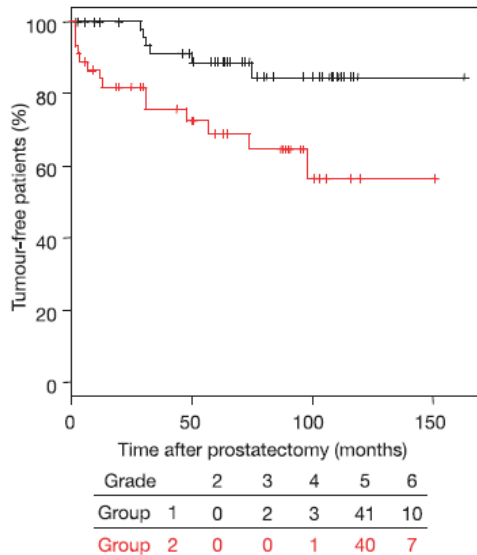 Tumour-free patients (%)
100
80
60
40
20
0
0 50 100 150
Time after prostatectomy (months)
Grade 2 3 4 5 6
Group 1 0 2 3 41 10
Group 2 0 0 1 40 7